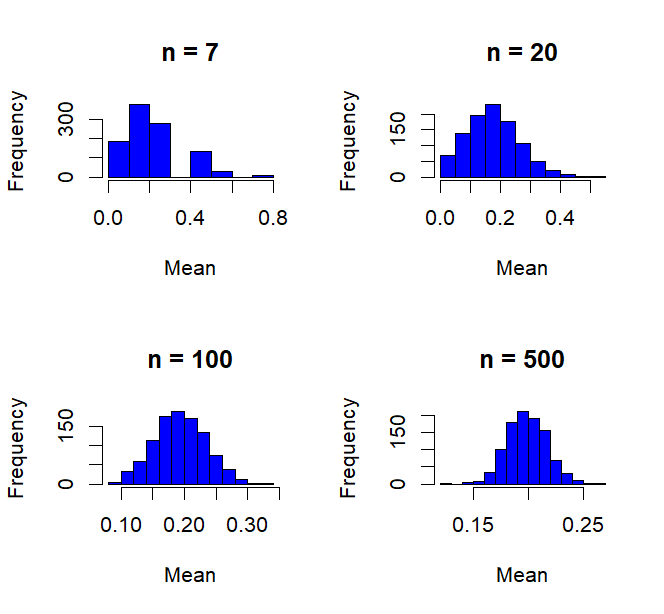 n = 7
Frequency
0 300
0.0 0.4 0.8
Mean
n = 20
Frequency
0 150
0.0 0.2 0.4
Mean
n = 100
Frequency
0 150
0.10 0.20 0.30
Mean
n = 500
Frequency
0 150
0.15 0.25
Mean